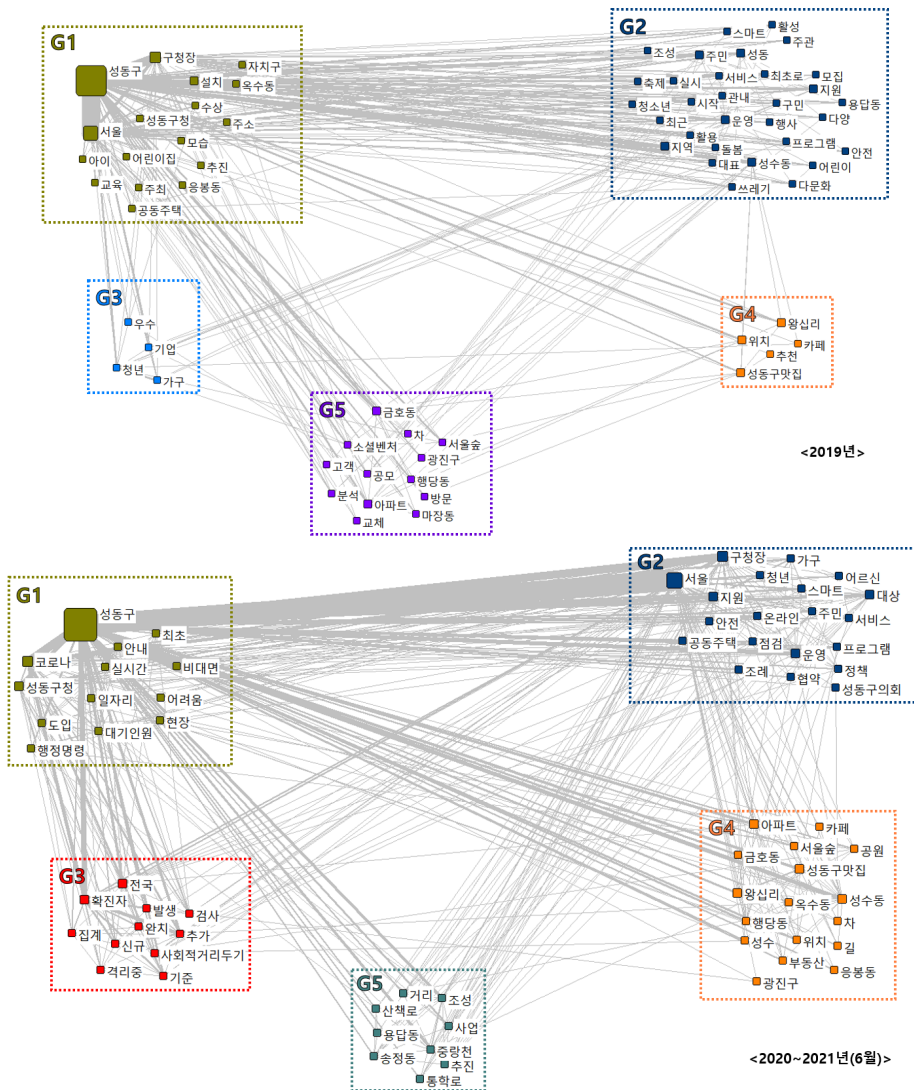 G1
성동구
구청장
자치구
설치
옥수동
수상
성동구청
주소
서울
모습
아이
어린이집
추진
교육
주최
응봉동
공동주택
G2
스마트
활성
주관
조성
주민
성동
축제
실시
서비스
최초로
모집
지원
청소년
시작
관내
구민
용답동
최근
운영
행사
다양
활용
지역
돌봄
프로그램
안전
대표
성수동
어린이
쓰레기
다문화
G3
우수
기업
청년
가구
G4
왕십리
위치
카페
추천
성동구맛집
G5
금호동
차
소셜벤처
서울숲
고객
광진구
공모
행당동
분석
방문
아파트
마장동
교체
<2019년>
G1
성동구
최초
안내
코로나
실시간
비대면
성동구청
일자리
어려움
도입
현장
대기인원
행정명령
G2
구청장
가구
서울
청년
어르신
스마트
지원
대상
온라인
주민
안전
서비스
공동주택
점검
운영
프로그램
조례
협약
정책
성동구의회
G3
전국
확진자
발생
검사
집계
완치
추가
신규
사회적거리두기
격리중
기준
G4
아파트
카페
금호동
서울숲
공원
성동구맛집
왕십리
옥수동
성수동
행당동
차
성수
위치
길
부동산
응봉동
광진구
G5
거리
조성
산책로
용답동
사업
송정동
중랑천
추진
통학로
<2020~2021년(6월)>